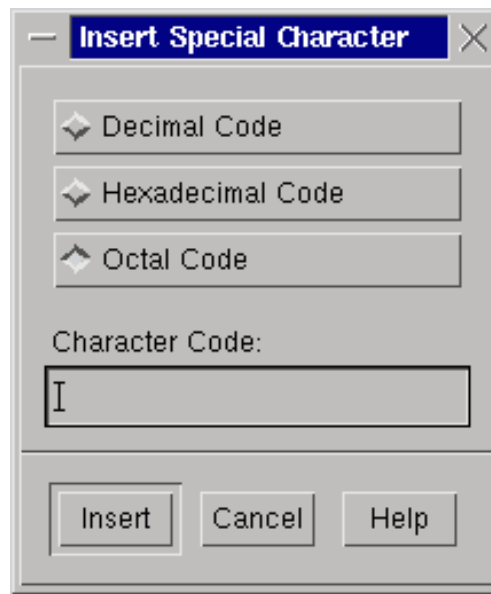 Insert Special Character
Decimal Code
Hexadecimal Code
Octal Code
Character Code:
Insert Cancel Help